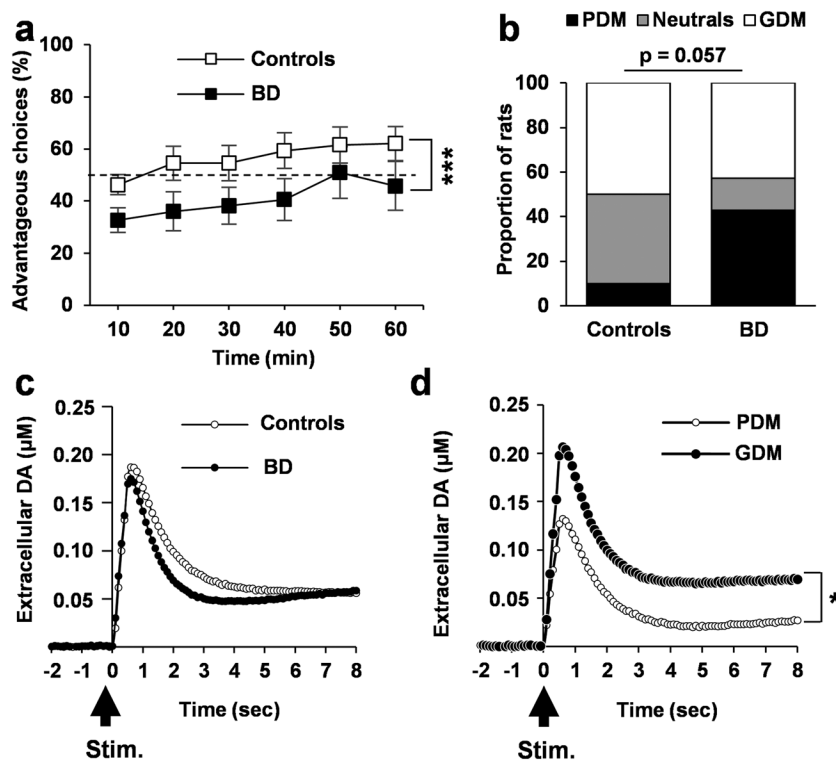 a
Advantageous choices (%)
100
80
60
40
20
0
Controls
BD
***
10 20 30 40 50 60
Time (min)
b
PDM Neutrals GDM
p = 0.057
Proportion of rats
100
80
60
40
20
0
Controls BD
c
Extracellular DA (µM)
0.25
0.20
0.15
0.10
0.05
Controls
BD
-2 -1 0 1 2 3 4 5 6 7 8
Time (sec)
Stim.
d
Extracellular DA (µM)
0.25
0.20
0.15
0.10
0.05
PDM
GDM
*
-2 -1 0 1 2 3 4 5 6 7 8
Time (sec)
Stim.